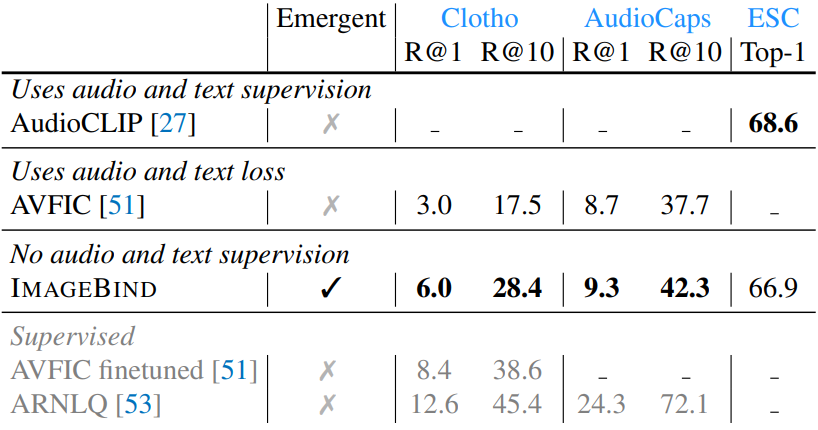 Emergent Clotho AudioCaps ESC
R@1 R@10 R@1 R@10 Top-1
Uses audio and text supervision
AudioCLIP [27] ✗ - - - - 68.6
Uses audio and text loss
AVFIC [51] ✗ 3.0 17.5 8.7 37.7 -
No audio and text supervision
IMAGEBIND ✓ 6.0 28.4 9.3 42.3 66.9
Supervised
AVFIC finetuned [51] ✗ 8.4 38.6 - - -
ARNLQ [53] ✗ 12.6 45.4 24.3 72.1 -